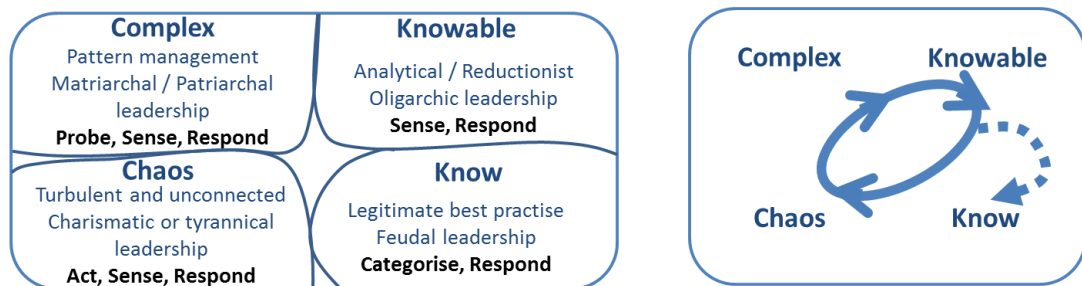 Complex
Pattern management
Matriarchal / Patriarchal
leadership
Probe, Sense, Respond
Knowable
Analytical / Reductionist
Oligarchic leadership
Sense, Respond
Chaos
Turbulent and unconnected
Charismatic or tyrannical
leadership
Act, Sense, Respond
Know
Legitimate best practise
Feudal leadership
Categorise, Respond
Complex
Knowable
Chaos
Know